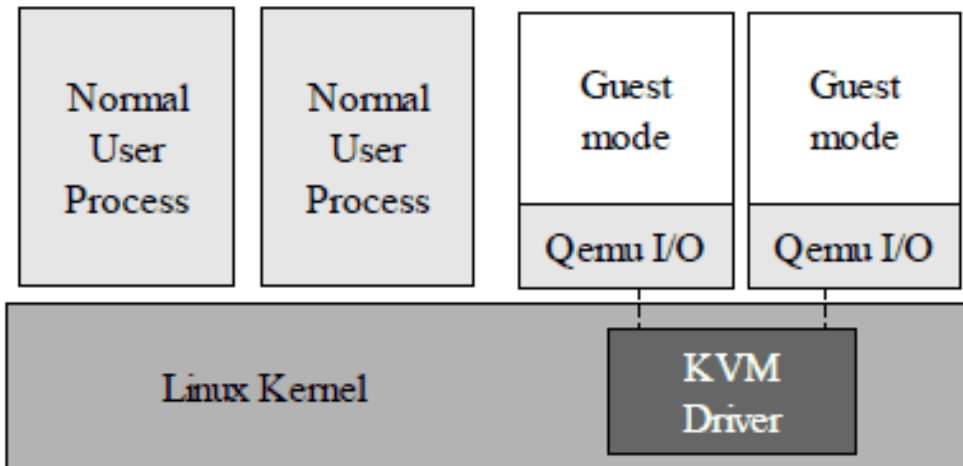 Normal
User
Process
Normal
User
Process
Guest
mode
Qemu I/O
Guest
mode
Qemu I/O
Linux Kernel
KVM
Driver